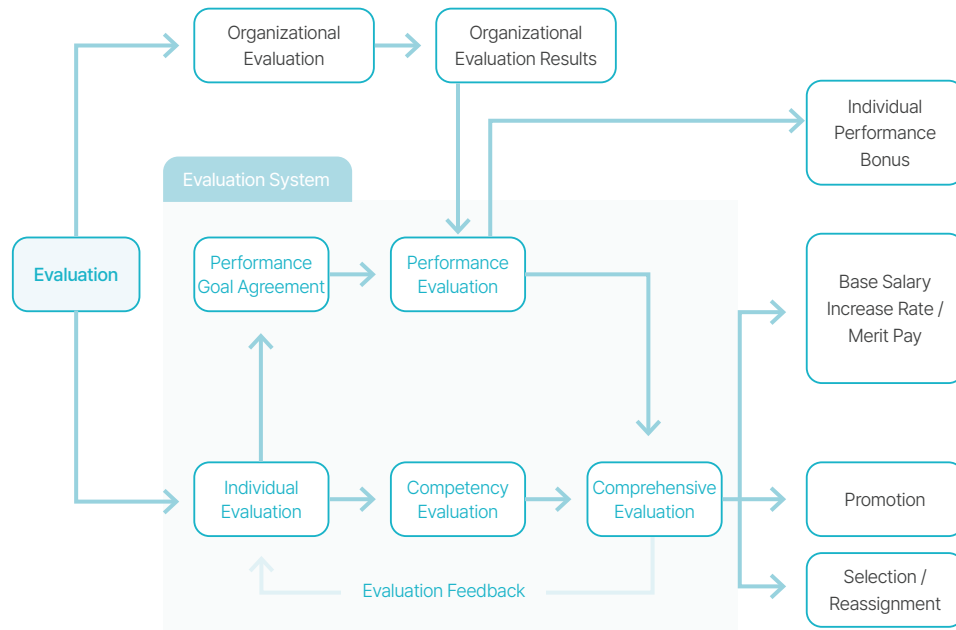 Organizational
Evaluation
Organizational
Evaluation Results
Individual
Performance
Bonus
Evaluation System
Evaluation
Performance
Goal Agreement
Performance
Evaluation
Base Salary
Increase Rate /
Merit Pay
Individual
Evaluation
Competency
Evaluation
Comprehensive
Evaluation
Promotion
Evaluation Feedback
Selection /
Reassignment